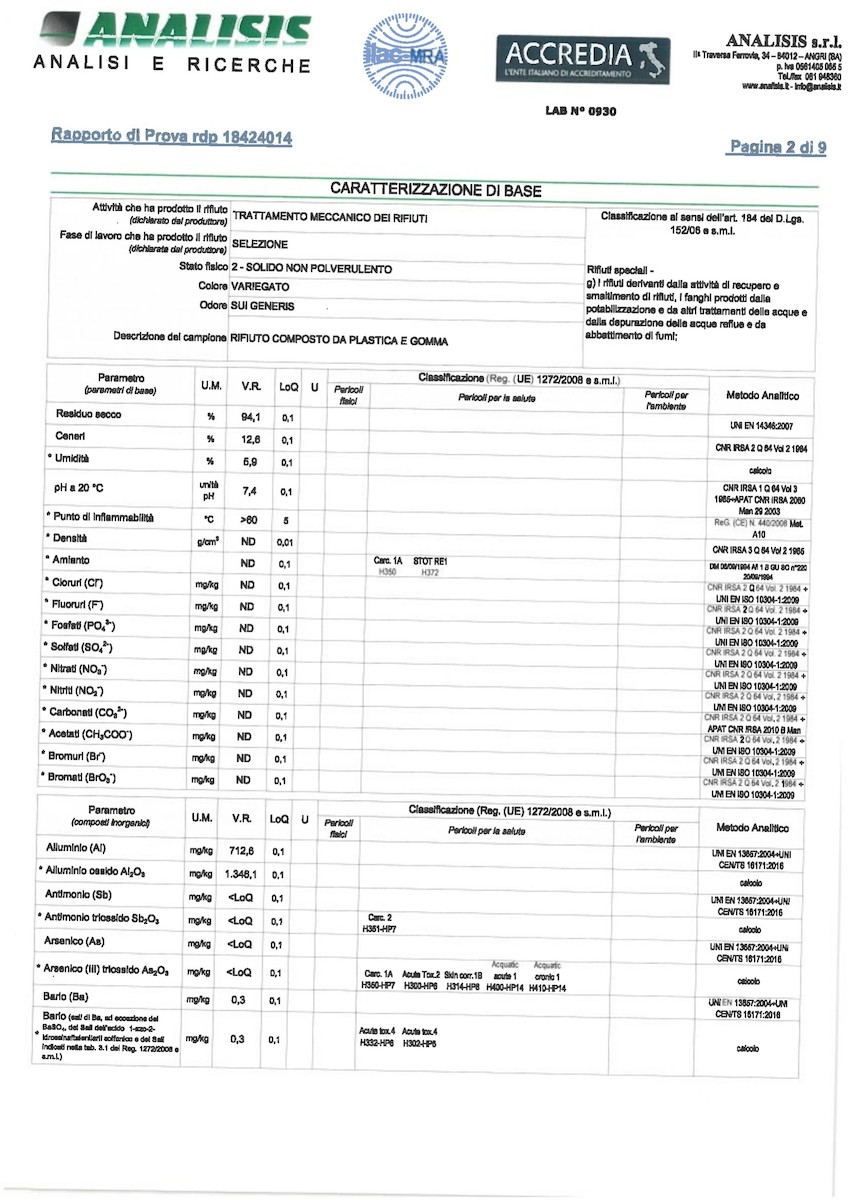 ANALISIS
ANALISI E RICERCHE
ilac-MRA
ACCREDIA
L'ENTE ITALIANO DI ACCREDITAMENTO
LAB N° 0930
ANALISIS s.r.l.
IIª Traversa Ferrovia, 34 – 84012 – ANGRI (SA)
Tel./fax 081 948360
www.analisis.it - info@analisis.it
Rapporto di Prova rdp 18424014
Pagina 2 di 9
CARATTERIZZAZIONE DI BASE
Attività che ha prodotto il rifiuto (dichiarata dal produttore) TRATTAMENTO MECCANICO DEI RIFIUTI
Fase di lavoro che ha prodotto il rifiuto (dichiarata dal produttore) SELEZIONE
Stato fisico 2 - SOLIDO NON POLVERULENTO
Colore VARIEGATO
Odore SUI GENERIS
Descrizione del campione RIFIUTO COMPOSTO DA PLASTICA E GOMMA
Classificazione ai sensi dell'art. 184 del D.Lgs.
152/06 e s.m.i.
Rifiuti speciali -
g) i rifiuti derivanti dalla attività di recupero e
smaltimento di rifiuti, i fanghi prodotti dalla
potabilizzazione e da altri trattamenti delle acque e
dalla depurazione delle acque reflue e da
abbattimento di fumi;
Parametro (parametri di base) U.M. V.R. LoQ U Classificazione (Reg. (UE) 1272/2008 e s.m.i.) Metodo Analitico
Pericoli fisici Pericoli per la salute Pericoli per l'ambiente
Residuo secco % 94,1 0,1 UNI EN 14346:2007
Ceneri % 12,6 0,1 CNR IRSA 2 Q 64 Vol 2 1984
* Umidità % 5,9 0,1 calcolo
pH a 20 °C unità pH 7,4 0,1 CNR IRSA 1 Q 64 Vol 3 1985+APAT CNR IRSA 2060 Man 29 2003
* Punto di infiammabilità °C >60 5 ReG. (CE) N. 440/2008 Met. A10
* Densità g/cm³ ND 0,01 CNR IRSA 3 Q 64 Vol 2 1985
* Amianto ND 0,1 Carc. 1A STOT RE1 DM 06/09/1994 All 1 B GU SO n°220 20/09/1994
H350 H372
* Cloruri (Cl⁻) mg/kg ND 0,1 CNR IRSA 2 Q 64 Vol. 2 1984 + UNI EN ISO 10304-1:2009
* Fluoruri (F⁻) mg/kg ND 0,1 CNR IRSA 2 Q 64 Vol. 2 1984 + UNI EN ISO 10304-1:2009
* Fosfati (PO₄³⁻) mg/kg ND 0,1 CNR IRSA 2 Q 64 Vol. 2 1984 + UNI EN ISO 10304-1:2009
* Solfati (SO₄²⁻) mg/kg ND 0,1 CNR IRSA 2 Q 64 Vol. 2 1984 + UNI EN ISO 10304-1:2009
* Nitrati (NO₃⁻) mg/kg ND 0,1 CNR IRSA 2 Q 64 Vol. 2 1984 + UNI EN ISO 10304-1:2009
* Nitriti (NO₂⁻) mg/kg ND 0,1 CNR IRSA 2 Q 64 Vol. 2 1984 + UNI EN ISO 10304-1:2009
* Carbonati (CO₃²⁻) mg/kg ND 0,1 CNR IRSA 2 Q 64 Vol. 2 1984 + APAT CNR IRSA 2010 B Man
* Acetati (CH₃COO⁻) mg/kg ND 0,1 CNR IRSA 2 Q 64 Vol. 2 1984 + UNI EN ISO 10304-1:2009
* Bromuri (Br⁻) mg/kg ND 0,1 CNR IRSA 2 Q 64 Vol. 2 1984 + UNI EN ISO 10304-1:2009
* Bromati (BrO₃⁻) mg/kg ND 0,1 CNR IRSA 2 Q 64 Vol. 2 1984 + UNI EN ISO 10304-1:2009
Parametro (composti inorganici) U.M. V.R. LoQ U Classificazione (Reg. (UE) 1272/2008 e s.m.i.) Metodo Analitico
Pericoli fisici Pericoli per la salute Pericoli per l'ambiente
Alluminio (Al) mg/kg 712,6 0,1 UNI EN 13657:2004+UNI CEN/TS 16171:2016
* Alluminio ossido Al₂O₃ mg/kg 1.348,1 0,1 calcolo
Antimonio (Sb) mg/kg <LoQ 0,1 UNI EN 13657:2004+UNI CEN/TS 16171:2016
* Antimonio triossido Sb₂O₃ mg/kg <LoQ 0,1 Carc. 2 H351-HP7 calcolo
Arsenico (As) mg/kg <LoQ 0,1 UNI EN 13657:2004+UNI CEN/TS 16171:2016
* Arsenico (III) triossido As₂O₃ mg/kg <LoQ 0,1 Carc. 1A Acute Tox.2 Skin corr.1B Acquatic acute 1 Acquatic cronic 1 calcolo
H350-HP7 H300-HP6 H314-HP8 H400-HP14 H410-HP14
Bario (Ba) mg/kg 0,3 0,1 UNI EN 13657:2004+UNI CEN/TS 16171:2016
* Bario (sali di Ba, ad eccezione del
BaSO₄, dei Sali dell'acido 1-azo-2-
indicati nella tab. 3.1 del Reg. 1272/2008 e
s.m.i.) mg/kg 0,3 0,1 Acute tox.4 Acute tox.4 calcolo
H332-HP6 H302-HP6